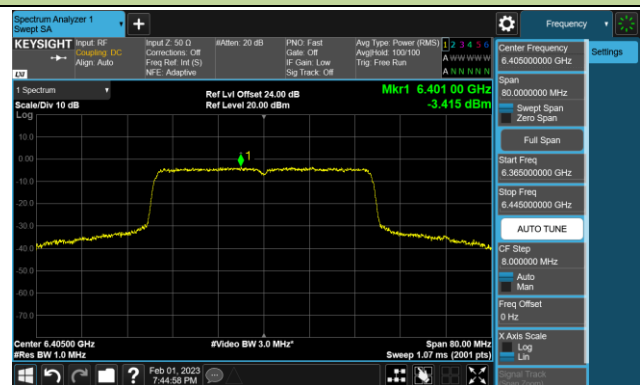 Spectrum Analyzer 1
Swept SA
Frequency
KEYSIGHT
Input: RF
Coupling: DC
Align: Auto
Input Z: 50 Ω
Corrections: Off
Freq Ref: Int (S)
NFE: Adaptive
#Atten: 20 dB
PNO: Fast
Gate: Off
IF Gain: Low
Sig Track: Off
Avg Type: Power (RMS)
Avg|Hold: 100/100
Trig: Free Run
1 2 3 4 5 6
A W W W W W
A N N N N N
LXI
1 Spectrum
Scale/Div 10 dB
Log
Ref Lvl Offset 24.00 dB
Ref Level 20.00 dBm
Mkr1 6.401 00 GHz
-3.415 dBm
10.0
0.00
-10.0
-20.0
-30.0
-40.0
-50.0
-60.0
-70.0
1
Center 6.40500 GHz
#Res BW 1.0 MHz
#Video BW 3.0 MHz*
Span 80.00 MHz
Sweep 1.07 ms (2001 pts)
Center Frequency
6.405000000 GHz
Settings
Span
80.0000000 MHz
Swept Span
Zero Span
Full Span
Start Freq
6.365000000 GHz
Stop Freq
6.445000000 GHz
AUTO TUNE
CF Step
8.000000 MHz
Auto
Man
Freq Offset
0 Hz
X Axis Scale
Log
Lin
Signal Track
(Span Zoom)
Feb 01, 2023
7:44:58 PM